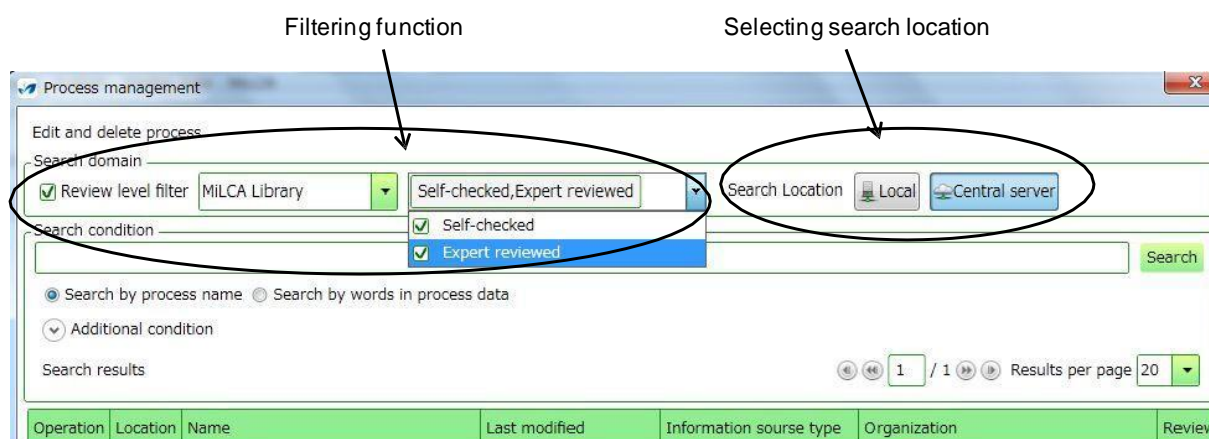 Filtering function
Selecting search location
Process management
Edit and delete process
Search domain
Review level filter MiLCA Library Self-checked,Expert reviewed Search Location Local Central server
Self-checked
Search condition
Expert reviewed
Search
Search by process name Search by words in process data
Additional condition
Search results 1 / 1 Results per page 20
Operation Location Name Last modified Information sourse type Organization Review